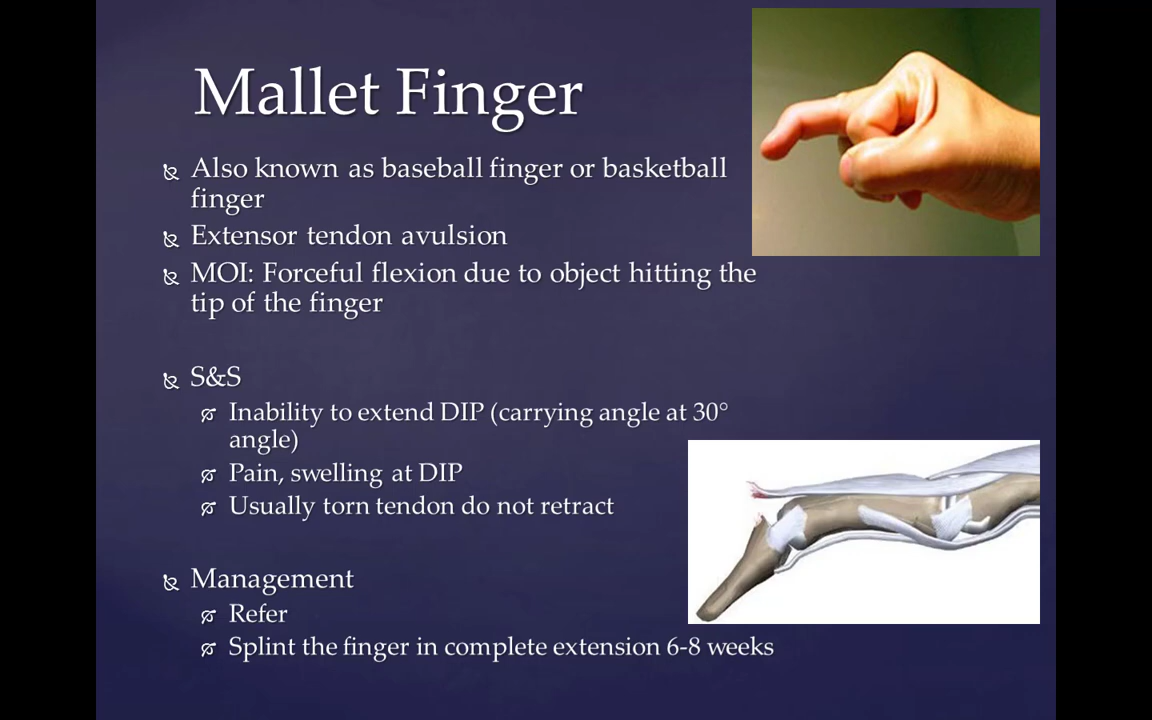 Mallet Finger
Also known as baseball finger or basketball
finger
Extensor tendon avulsion
MOI: Forceful flexion due to object hitting the
tip of the finger
S&S
Inability to extend DIP (carrying angle at 30°
angle)
Pain, swelling at DIP
Usually torn tendon do not retract
Management
Refer
Splint the finger in complete extension 6-8 weeks